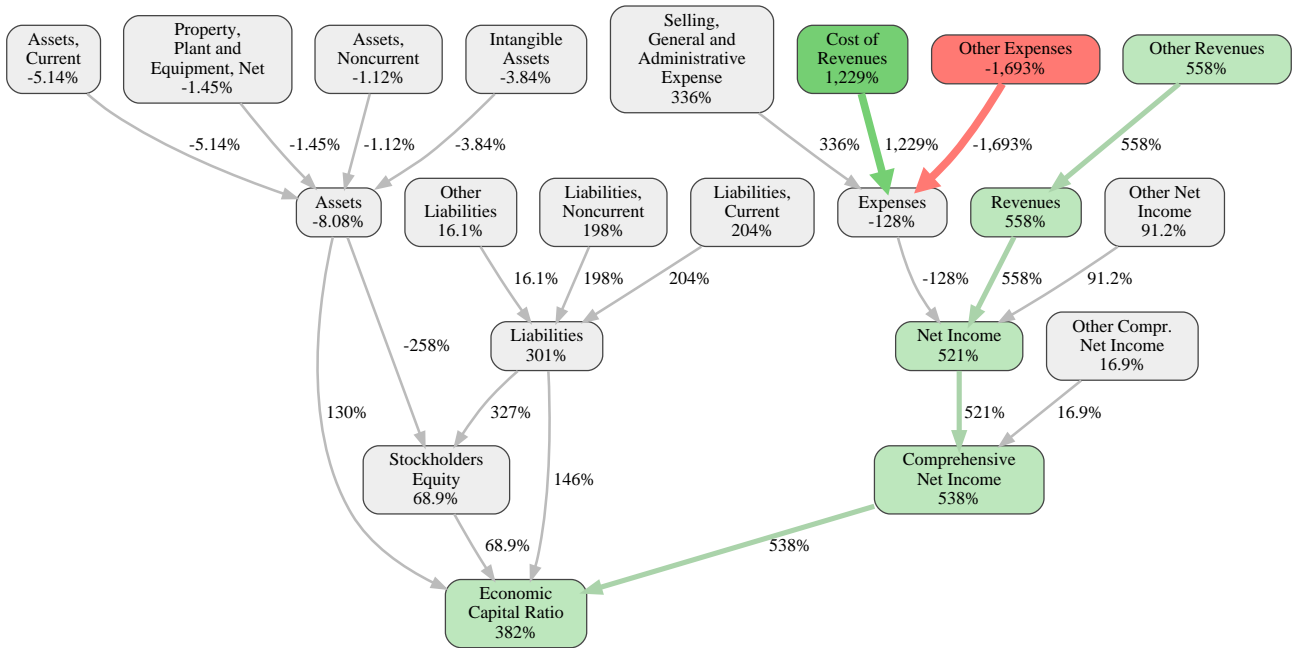 Assets,
Current
-5.14%
Property,
Plant and
Equipment, Net
-1.45%
Assets,
Noncurrent
-1.12%
Intangible
Assets
-3.84%
Selling,
General and
Administrative
Expense
336%
Cost of
Revenues
1,229%
Other Expenses
-1,693%
Other Revenues
558%
-5.14%
-1.45%
-1.12%
-3.84%
336%
1,229%
-1,693%
558%
Assets
-8.08%
Other
Liabilities
16.1%
Liabilities,
Noncurrent
198%
Liabilities,
Current
204%
Expenses
-128%
Revenues
558%
Other Net
Income
91.2%
16.1%
198%
204%
-128%
558%
91.2%
Liabilities
301%
Net Income
521%
Other Compr.
Net Income
16.9%
-258%
130%
327%
146%
521%
16.9%
Stockholders
Equity
68.9%
Comprehensive
Net Income
538%
68.9%
538%
Economic
Capital Ratio
382%